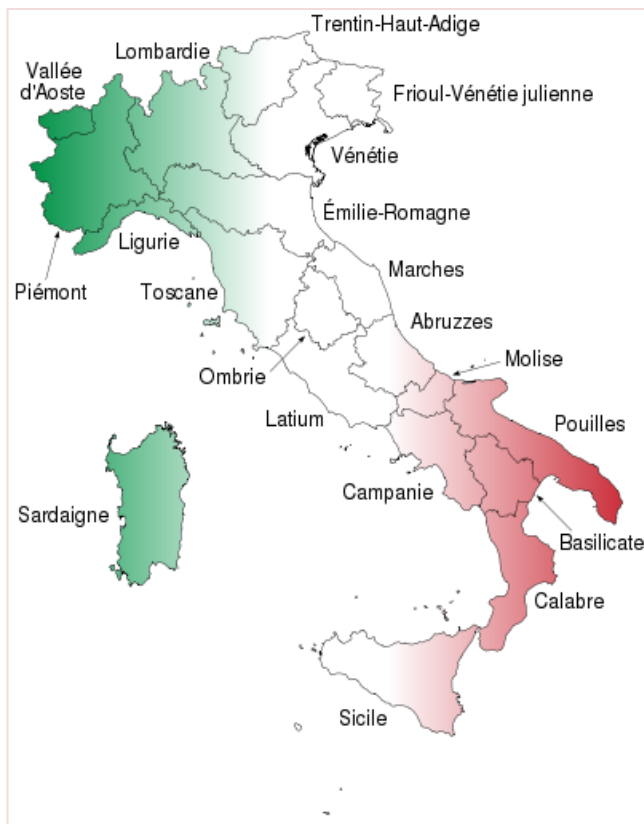 Trentin-Haut-Adige
Lombardie
Vallée
d'Aoste
Frioul-Vénétie julienne
Vénétie
Émilie-Romagne
Ligurie
Marches
Piémont
Toscane
Abruzzes
Molise
Ombrie
Latium
Pouilles
Campanie
Sardaigne
Basilicate
Calabre
Sicile